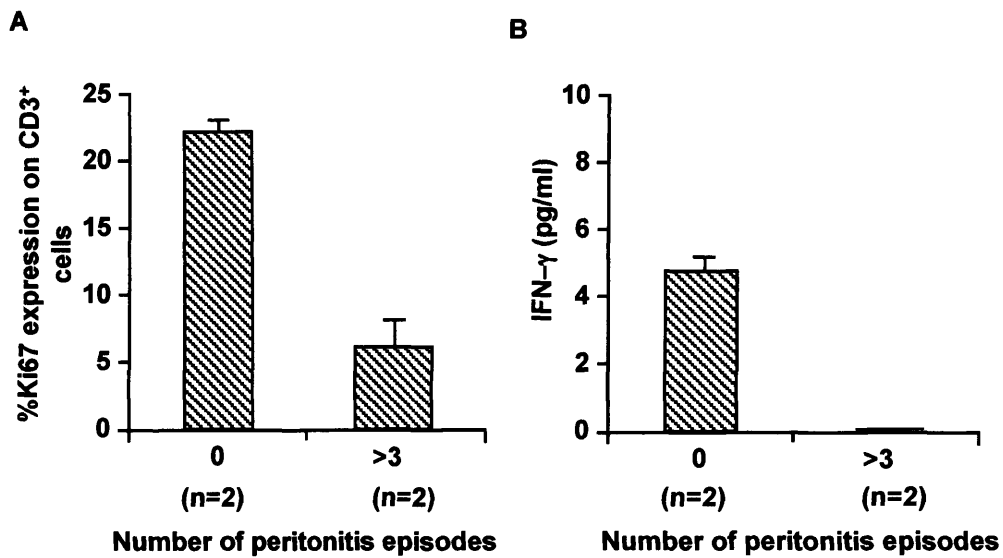 A
%Ki67 expression on CD3⁺
cells
25
20
15
10
5
0
0
>3
(n=2)
(n=2)
Number of peritonitis episodes
B
IFN–γ (pg/ml)
10
8
6
4
2
0
0
>3
(n=2)
(n=2)
Number of peritonitis episodes